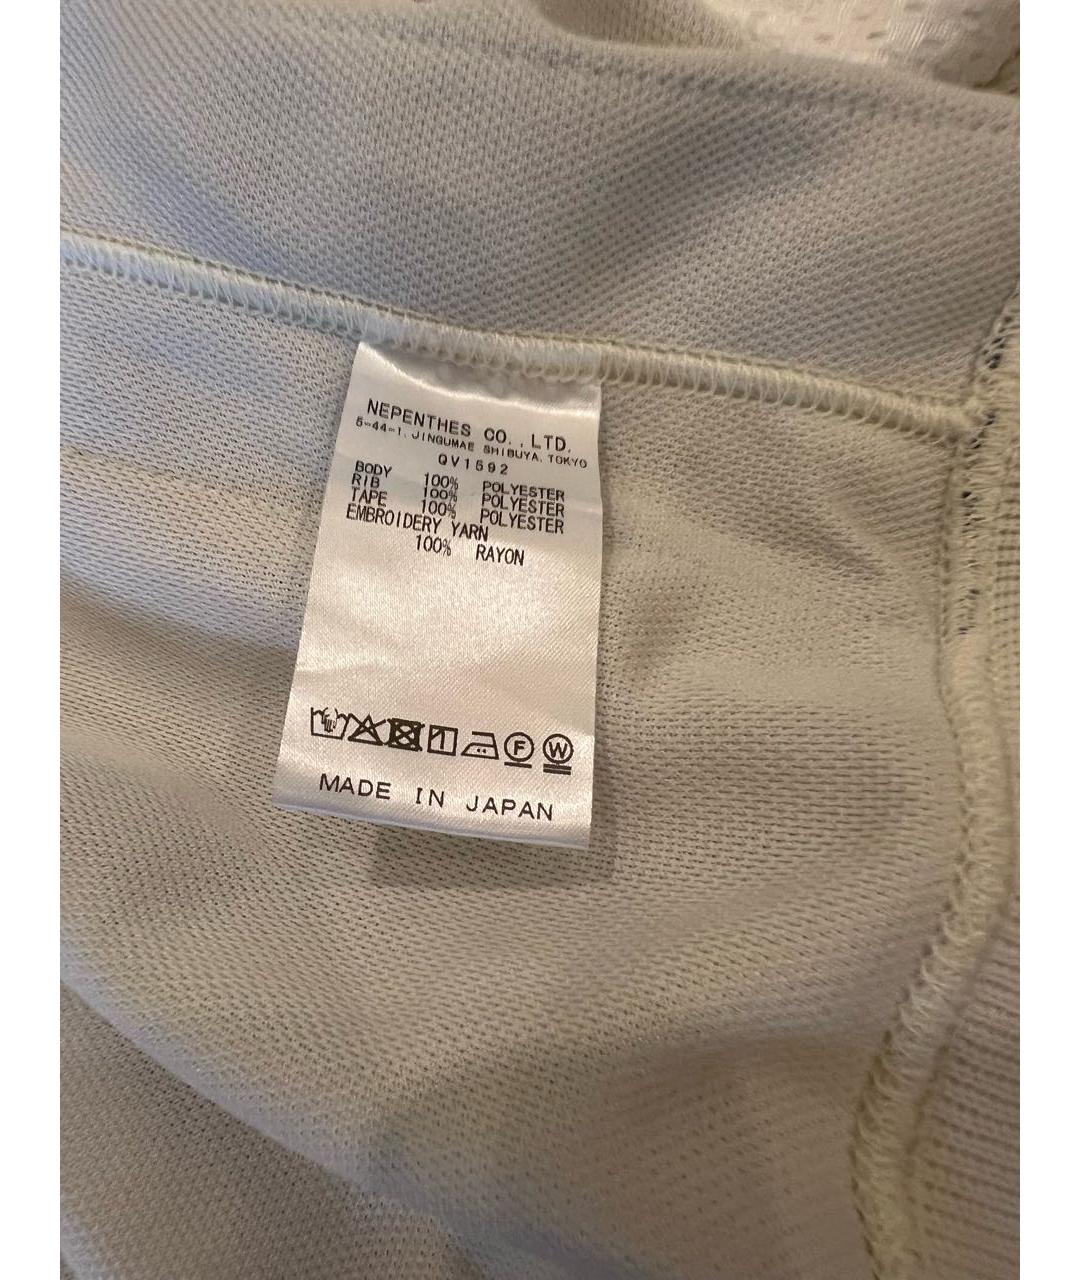 NEPENTHES CO.,LTD.
5-44-1, JINGUMAE SHIBUYA, TOKYO
QV1592
BODY 100% POLYESTER
RIB 100% POLYESTER
TAPE 100% POLYESTER
EMBROIDERY YARN
100% RAYON
F W
MADE IN JAPAN